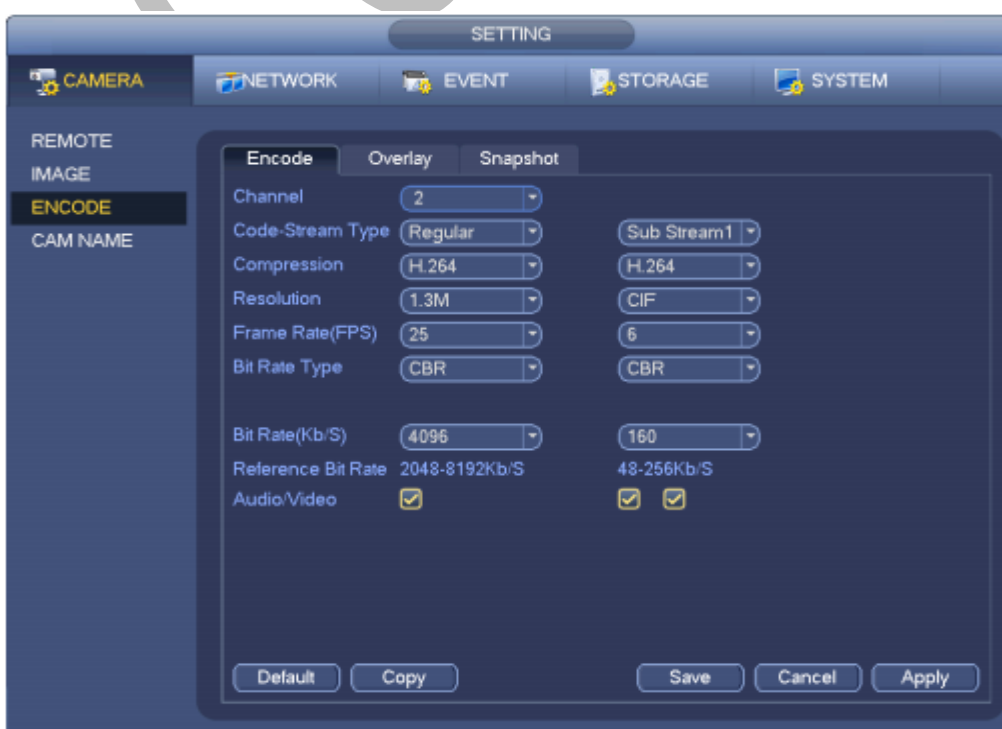 SETTING
CAMERA NETWORK EVENT STORAGE SYSTEM
REMOTE
IMAGE
ENCODE
CAM NAME
Encode Overlay Snapshot
Channel 2
Code-Stream Type Regular Sub Stream1
Compression H.264 H.264
Resolution 1.3M CIF
Frame Rate(FPS) 25 6
Bit Rate Type CBR CBR
Bit Rate(Kb/S) 4096 160
Reference Bit Rate 2048-8192Kb/S 48-256Kb/S
Audio/Video
Default Copy Save Cancel Apply